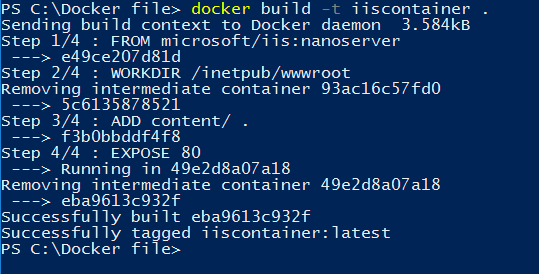 PS C:\Docker file> docker build -t iiscontainer .
Sending build context to Docker daemon  3.584kB
Step 1/4 : FROM microsoft/iis:nanoserver
 ---> e49ce207d81d
Step 2/4 : WORKDIR /inetpub/wwwroot
Removing intermediate container 93ac16c57fd0
 ---> 5c6135878521
Step 3/4 : ADD content/ .
 ---> f3b0bbddf4f8
Step 4/4 : EXPOSE 80
 ---> Running in 49e2d8a07a18
Removing intermediate container 49e2d8a07a18
 ---> eba9613c932f
Successfully built eba9613c932f
Successfully tagged iiscontainer:latest
PS C:\Docker file>